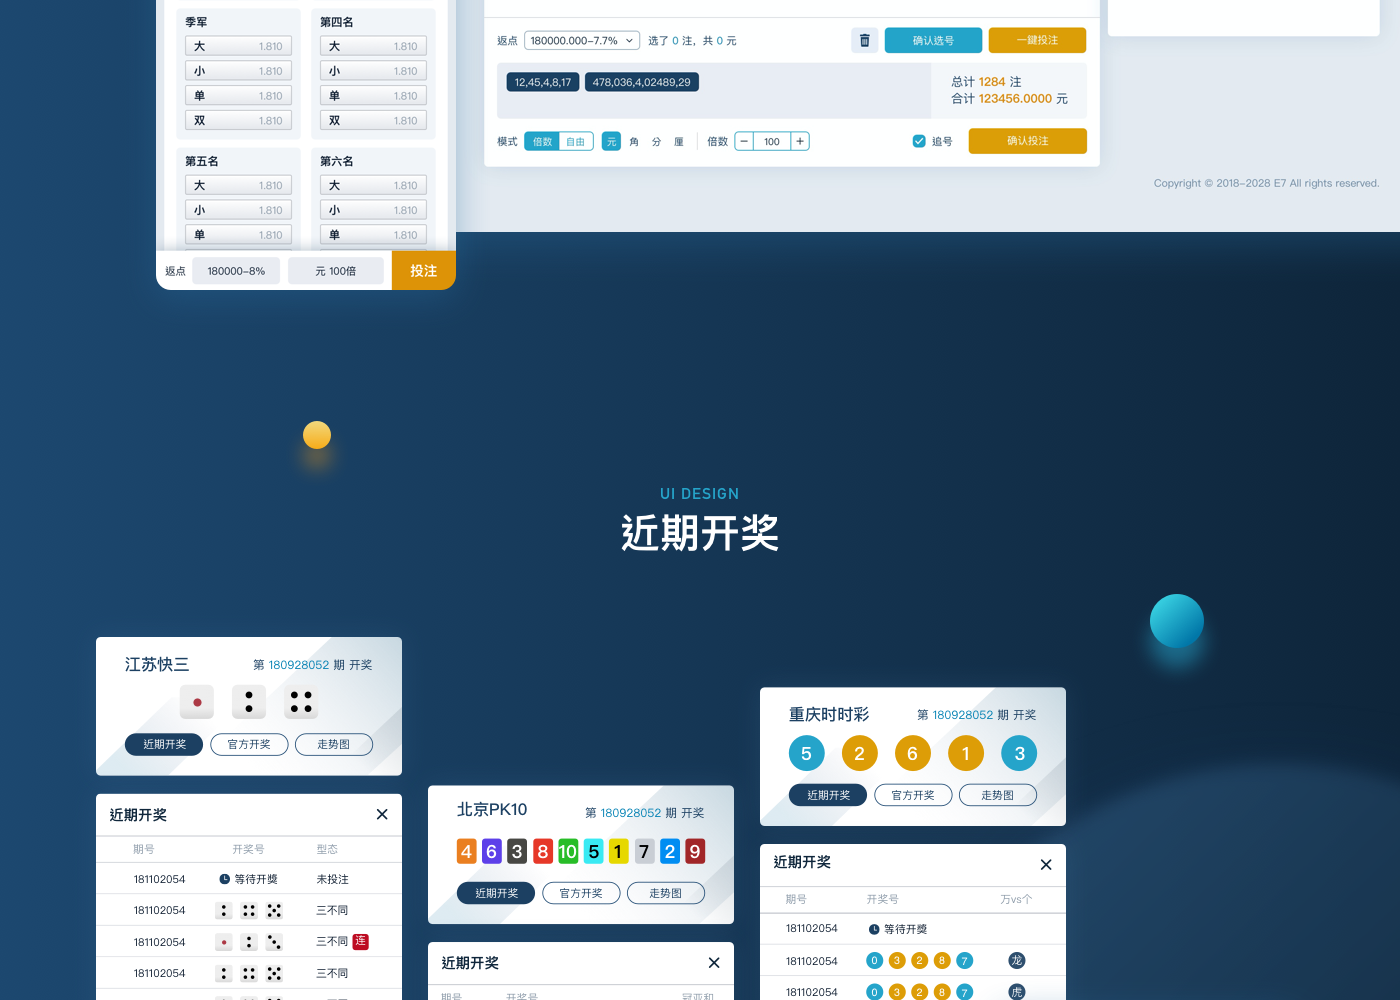 季军
大 1.810
小 1.810
单 1.810
双 1.810
第四名
大 1.810
小 1.810
单 1.810
双 1.810
第五名
大 1.810
小 1.810
单 1.810
第六名
大 1.810
小 1.810
单 1.810
返点 180000-8% 元 100倍 投注
返点 180000.000-7.7% 选了 0 注，共 0 元 确认选号 一键投注
12,45,4,8,17 478,036,4,02489,29
总计 1284 注
合计 123456.0000 元
模式 倍数 自由 元 角 分 厘 倍数 − 100 + 追号 确认投注
Copyright © 2018-2028 E7 All rights reserved.
UI DESIGN
近期开奖
江苏快三 第 180928052 期 开奖
近期开奖 官方开奖 走势图
近期开奖
期号 开奖号 型态
181102054 等待开獎 未投注
181102054 三不同
181102054 三不同 连
181102054 三不同
北京PK10 第 180928052 期 开奖
4 6 3 8 10 5 1 7 2 9
近期开奖 官方开奖 走势图
近期开奖
期号 开奖号 冠亚和
重庆时时彩 第 180928052 期 开奖
5 2 6 1 3
近期开奖 官方开奖 走势图
近期开奖
期号 开奖号 万vs个
181102054 等待开獎
181102054 0 3 2 8 7 龙
181102054 0 3 2 8 7 虎